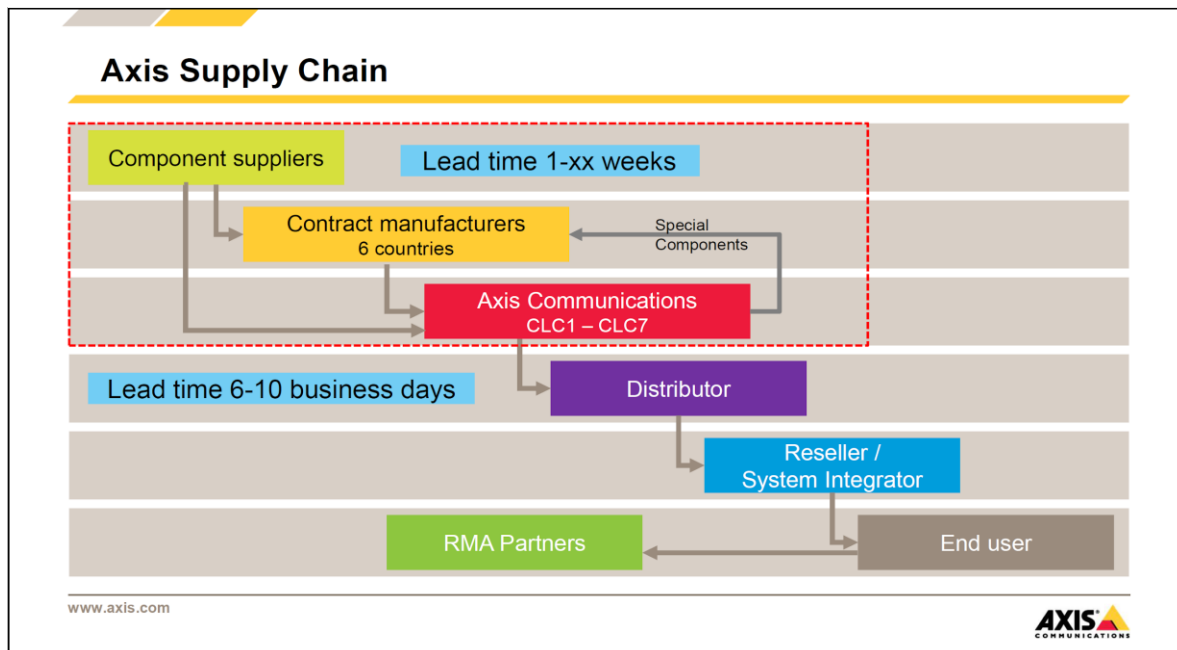 Axis Supply Chain
Component suppliers
Lead time 1-xx weeks
Contract manufacturers
6 countries
Special
Components
Axis Communications
CLC1 – CLC7
Lead time 6-10 business days
Distributor
Reseller /
System Integrator
RMA Partners
End user
www.axis.com
AXIS
COMMUNICATIONS